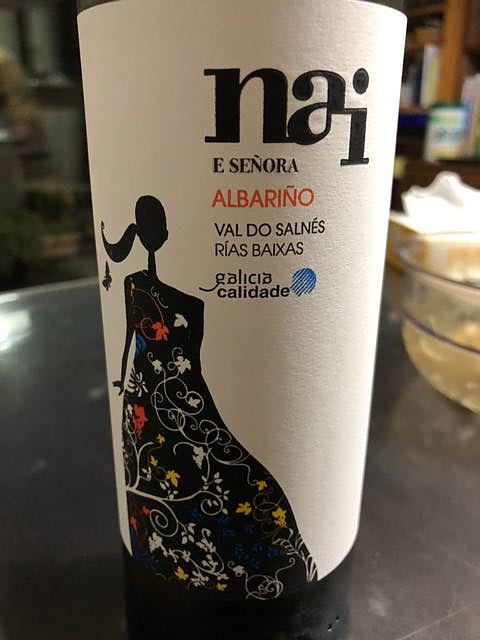 nai
E SEÑORA
ALBARIÑO
VAL DO SALNÉS
RÍAS BAIXAS
galicia
calidade